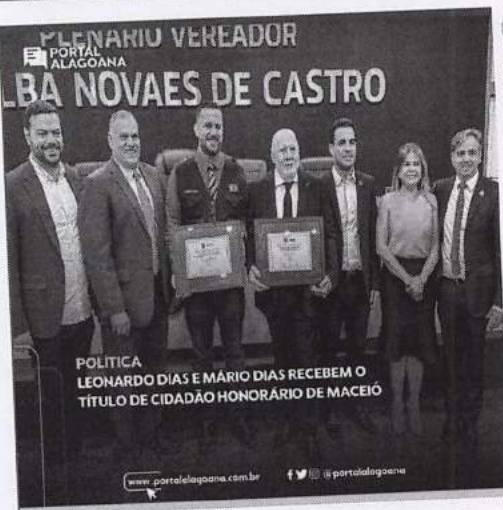 PLENÁRIO VEREADOR
PORTAL
ALAGOANA
LBA NOVAES DE CASTRO
POLÍTICA
LEONARDO DIAS E MÁRIO DIAS RECEBEM O
TÍTULO DE CIDADÃO HONORÁRIO DE MACEIÓ
www.portalalagoana.com.br
@portalalagoana